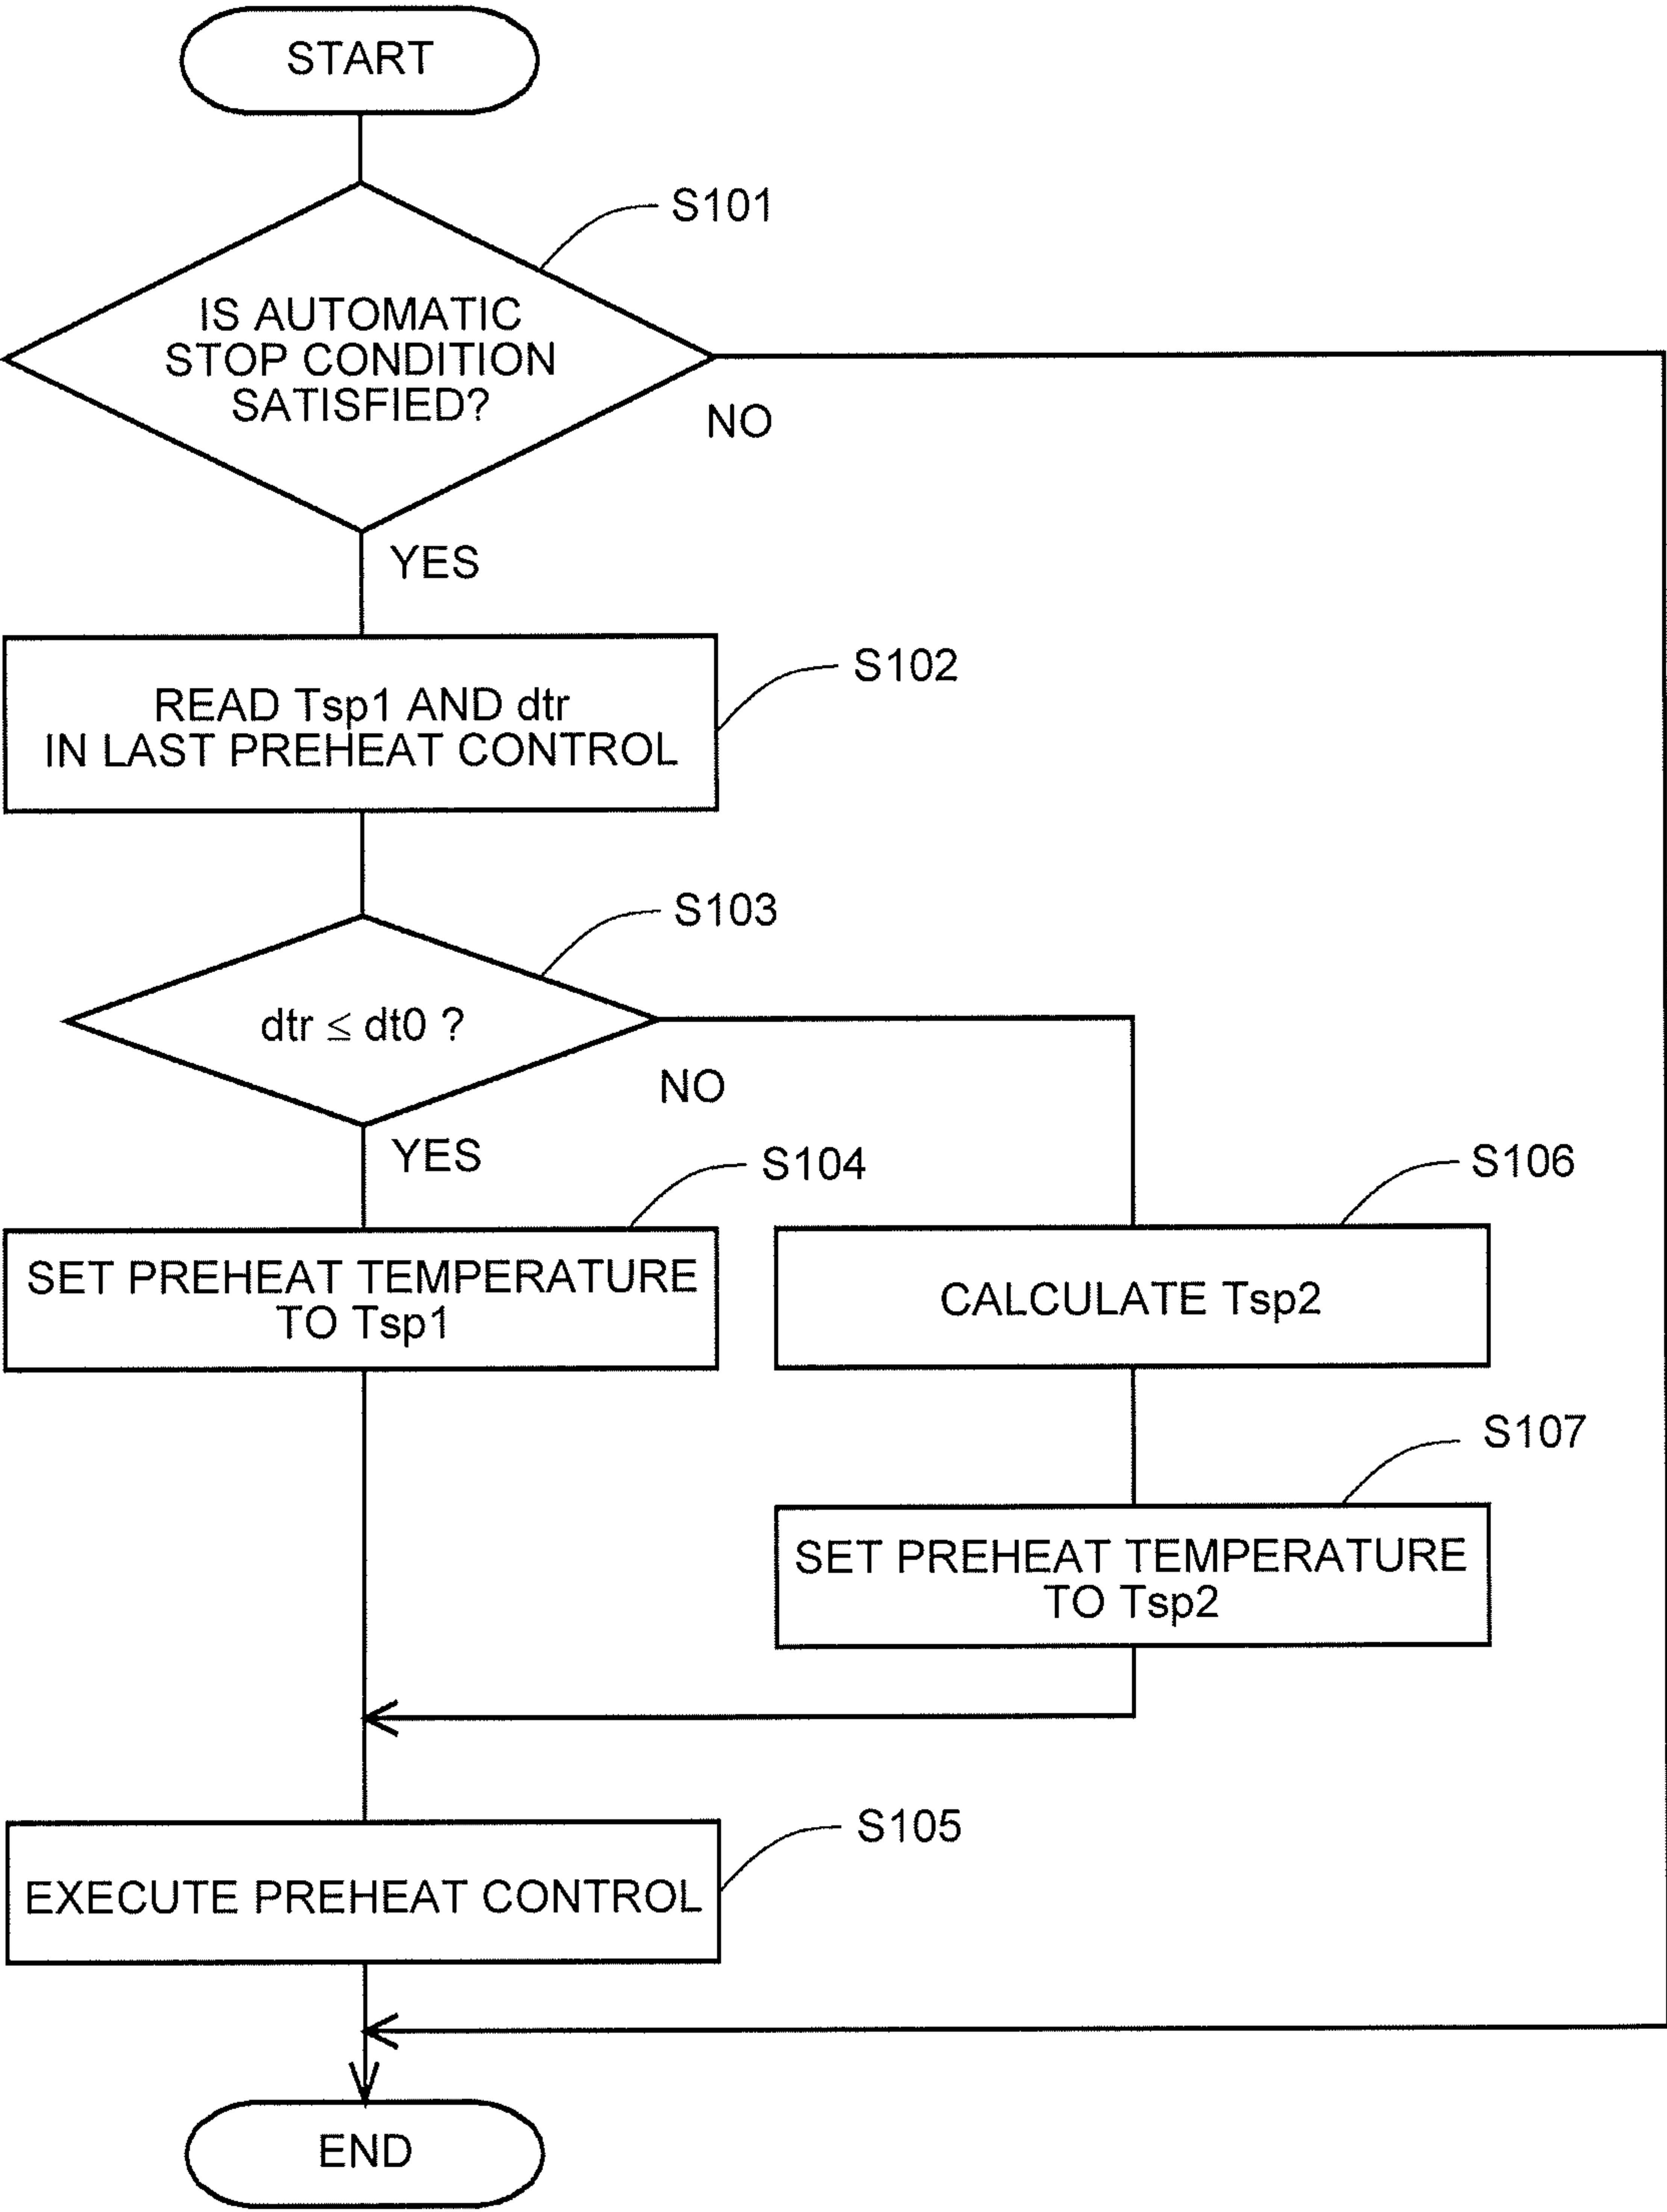 START
S101
IS AUTOMATIC
STOP CONDITION
SATISFIED?
NO
YES
S102
READ Tsp1 AND dtr
IN LAST PREHEAT CONTROL
S103
dtr ≤ dt0 ?
NO
YES
S104
SET PREHEAT TEMPERATURE
TO Tsp1
S106
CALCULATE Tsp2
S107
SET PREHEAT TEMPERATURE
TO Tsp2
S105
EXECUTE PREHEAT CONTROL
END